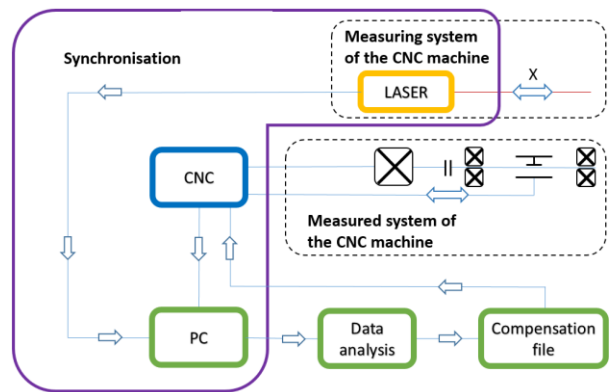 Synchronisation
Measuring system
of the CNC machine
LASER
X
CNC
Measured system of
the CNC machine
PC
Data
analysis
Compensation
file